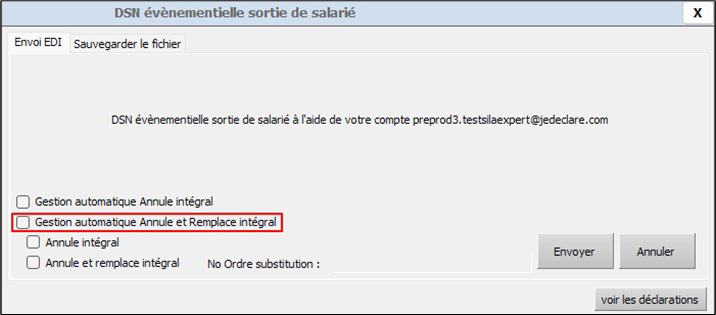 DSN évènementielle sortie de salarié
X
Envoi EDI
Sauvegarder le fichier
DSN évènementielle sortie de salarié à l'aide de votre compte preprod3.testsilaexpert@jedeclare.com
Gestion automatique Annule intégral
Gestion automatique Annule et Remplace intégral
Annule intégral
Annule et remplace intégral
No Ordre substitution :
Envoyer
Annuler
voir les déclarations